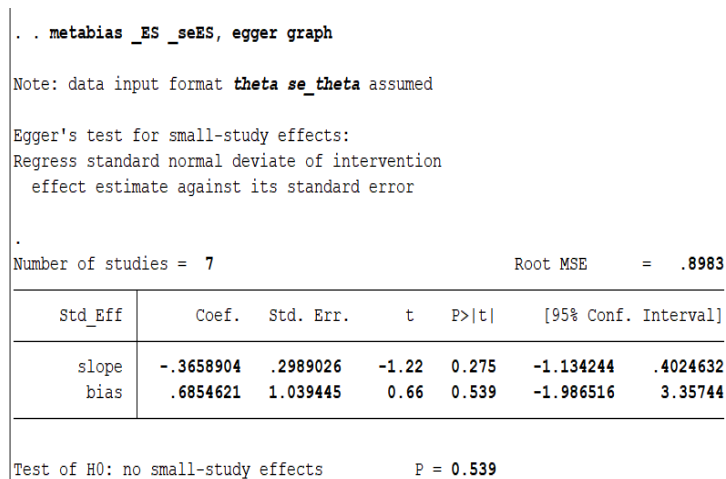 . . metabias _ES _seES, egger graph
Note: data input format theta se_theta assumed
Egger's test for small-study effects:
Regress standard normal deviate of intervention
effect estimate against its standard error
.
Number of studies = 7 Root MSE = .8983
Std_Eff Coef. Std. Err. t P>|t| [95% Conf. Interval]
slope -.3658904 .2989026 -1.22 0.275 -1.134244 .4024632
bias .6854621 1.039445 0.66 0.539 -1.986516 3.35744
Test of H0: no small-study effects P = 0.539